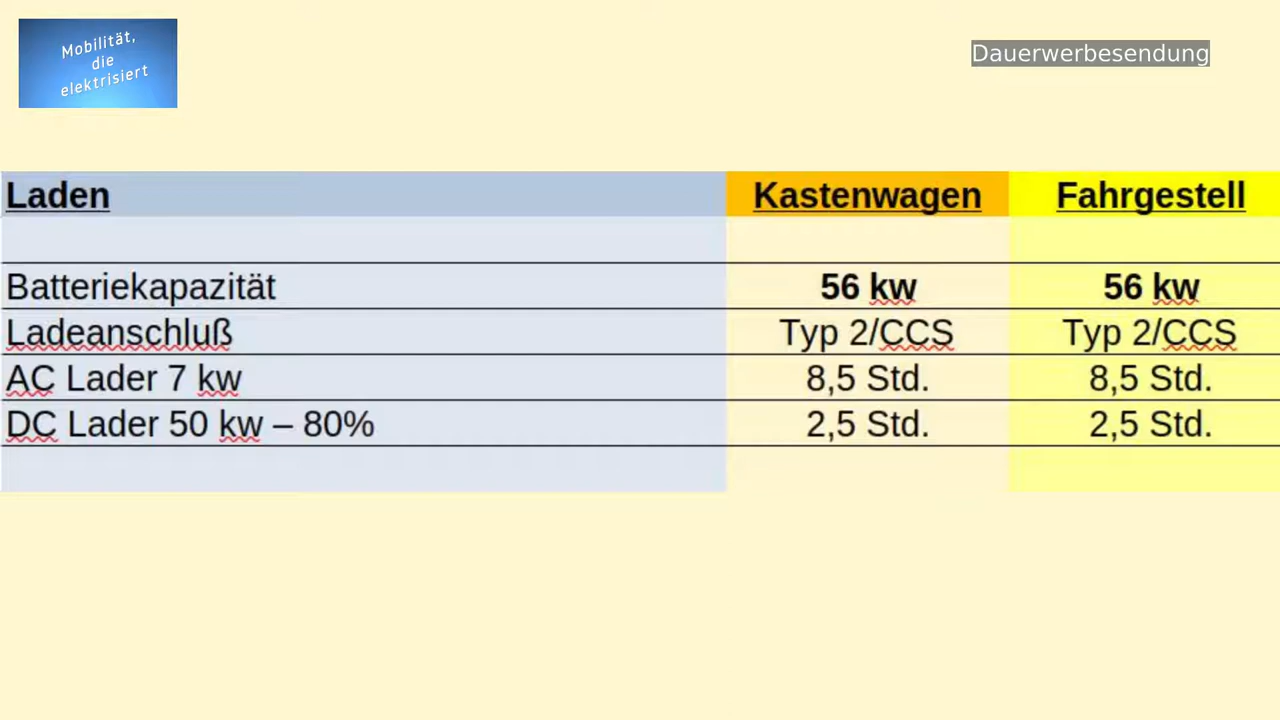 Mobilität,
die
elektrisiert
Dauerwerbesendung
Laden Kastenwagen Fahrgestell
Batteriekapazität 56 kw 56 kw
Ladeanschluß Typ 2/CCS Typ 2/CCS
AC Lader 7 kw 8,5 Std. 8,5 Std.
DC Lader 50 kw – 80% 2,5 Std. 2,5 Std.